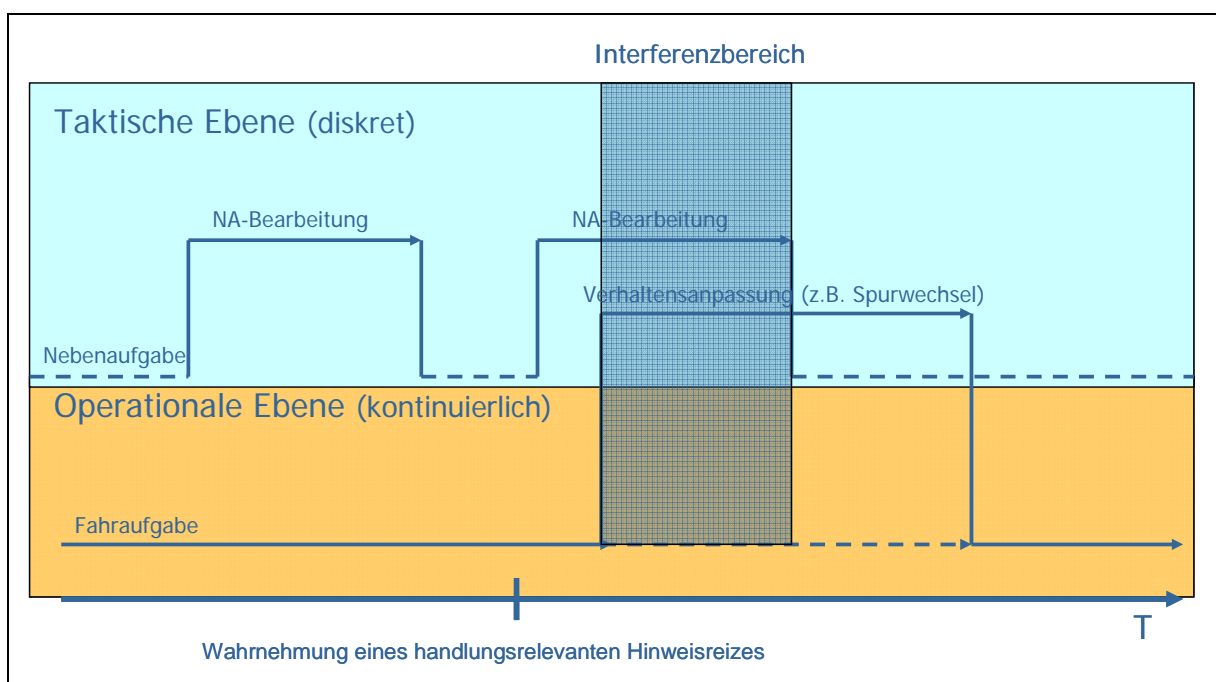 Interferenzbereich
Taktische Ebene (diskret)
NA-Bearbeitung
NA-Bearbeitung
Verhaltensanpassung (z.B. Spurwechsel)
Nebenaufgabe
Operationale Ebene (kontinuierlich)
Fahraufgabe
T
Wahrnehmung eines handlungsrelevanten Hinweisreizes